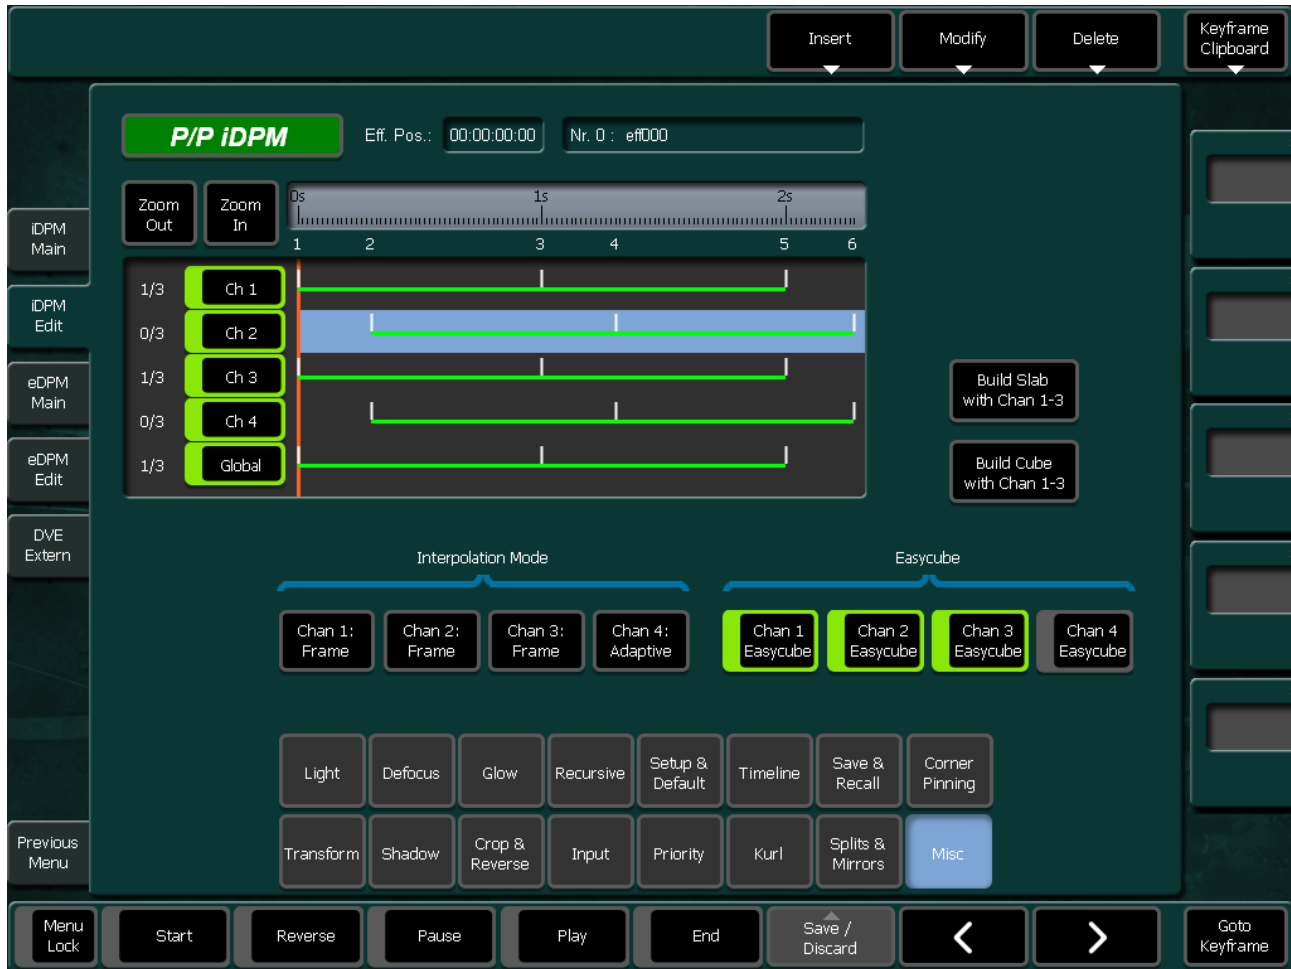 Insert
Modify
Delete
Keyframe
Clipboard
P/P iDPM
Eff. Pos.: 00:00:00:00 Nr. 0 : eff000
Zoom
Out
Zoom
In
0s 1s 2s
1 2 3 4 5 6
1/3 Ch 1
0/3 Ch 2
1/3 Ch 3
0/3 Ch 4
1/3 Global
iDPM
Main
iDPM
Edit
eDPM
Main
eDPM
Edit
DVE
Extern
Previous
Menu
Build Slab
with Chan 1-3
Build Cube
with Chan 1-3
Interpolation Mode
Chan 1:
Frame
Chan 2:
Frame
Chan 3:
Frame
Chan 4:
Adaptive
Easycube
Chan 1
Easycube
Chan 2
Easycube
Chan 3
Easycube
Chan 4
Easycube
Light
Defocus
Glow
Recursive
Setup &
Default
Timeline
Save &
Recall
Corner
Pinning
Transform
Shadow
Crop &
Reverse
Input
Priority
Kurl
Splits &
Mirrors
Misc
Menu
Lock
Start
Reverse
Pause
Play
End
Save /
Discard
<
>
Goto
Keyframe